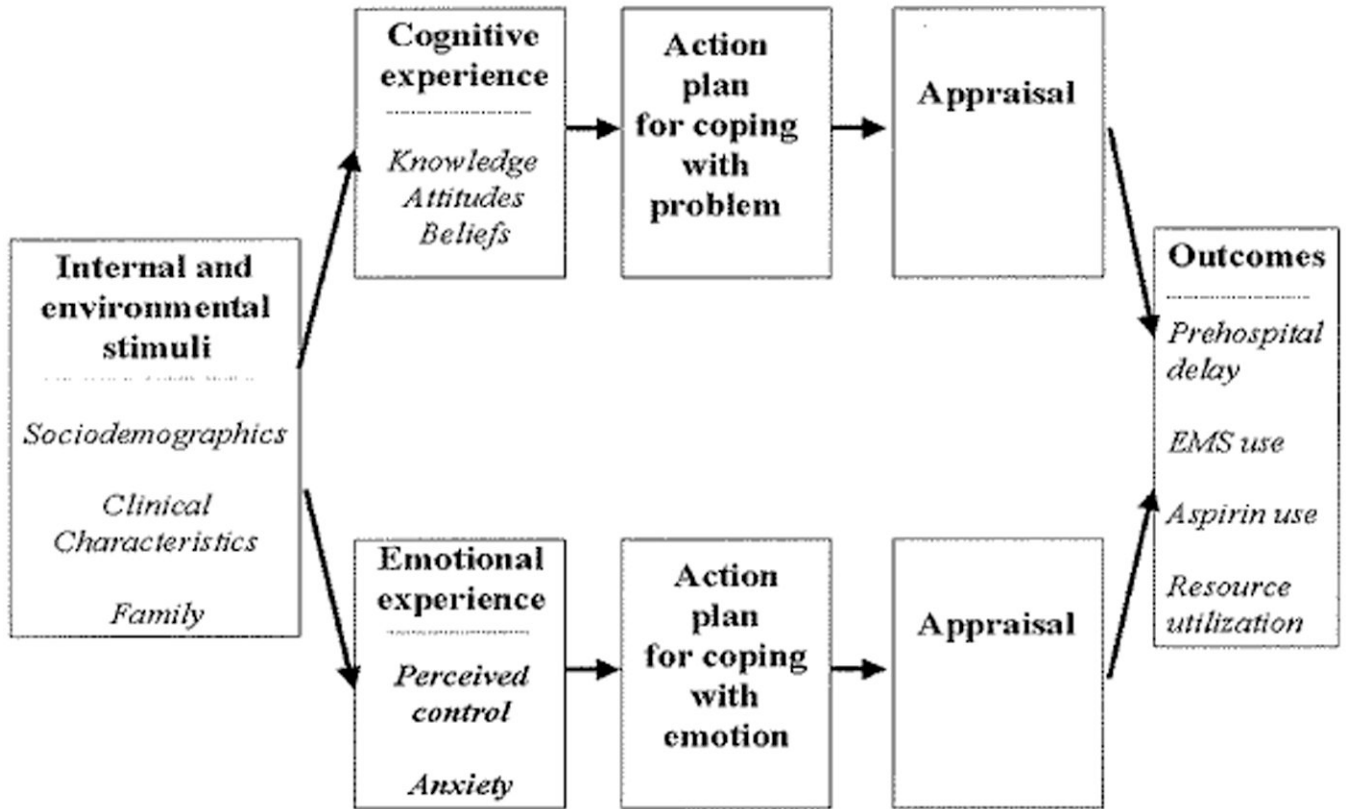 Internal and
environmental
stimuli
Sociodemographics
Clinical
Characteristics
Family
Cognitive
experience
Knowledge
Attitudes
Beliefs
Action
plan
for coping
with
problem
Appraisal
Emotional
experience
Perceived
control
Anxiety
Action
plan
for coping
with
emotion
Appraisal
Outcomes
Prehospital
delay
EMS use
Aspirin use
Resource
utilization